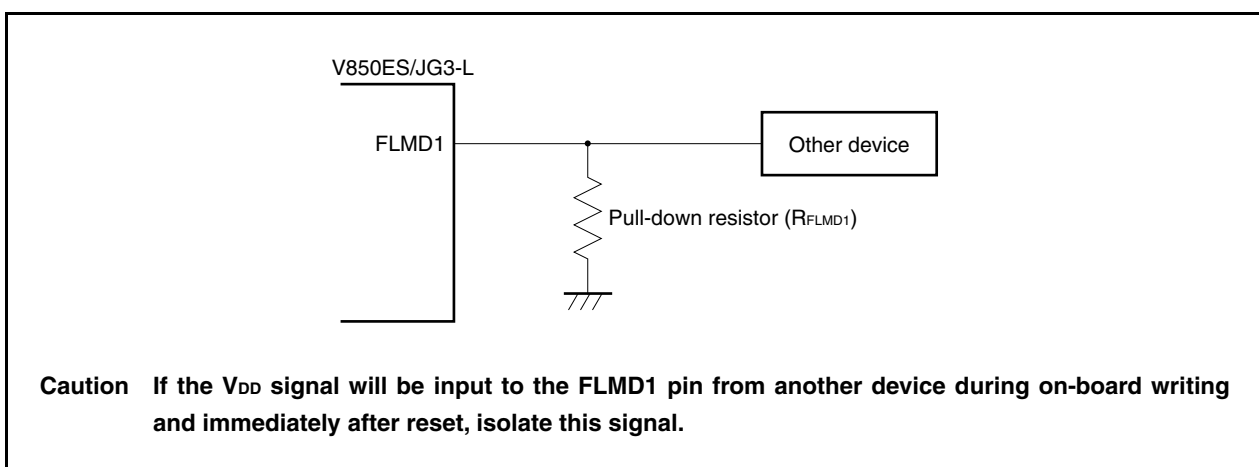 V850ES/JG3-L
FLMD1
Other device
Pull-down resistor (RFLMD1)
Caution If the VDD signal will be input to the FLMD1 pin from another device during on-board writing
and immediately after reset, isolate this signal.